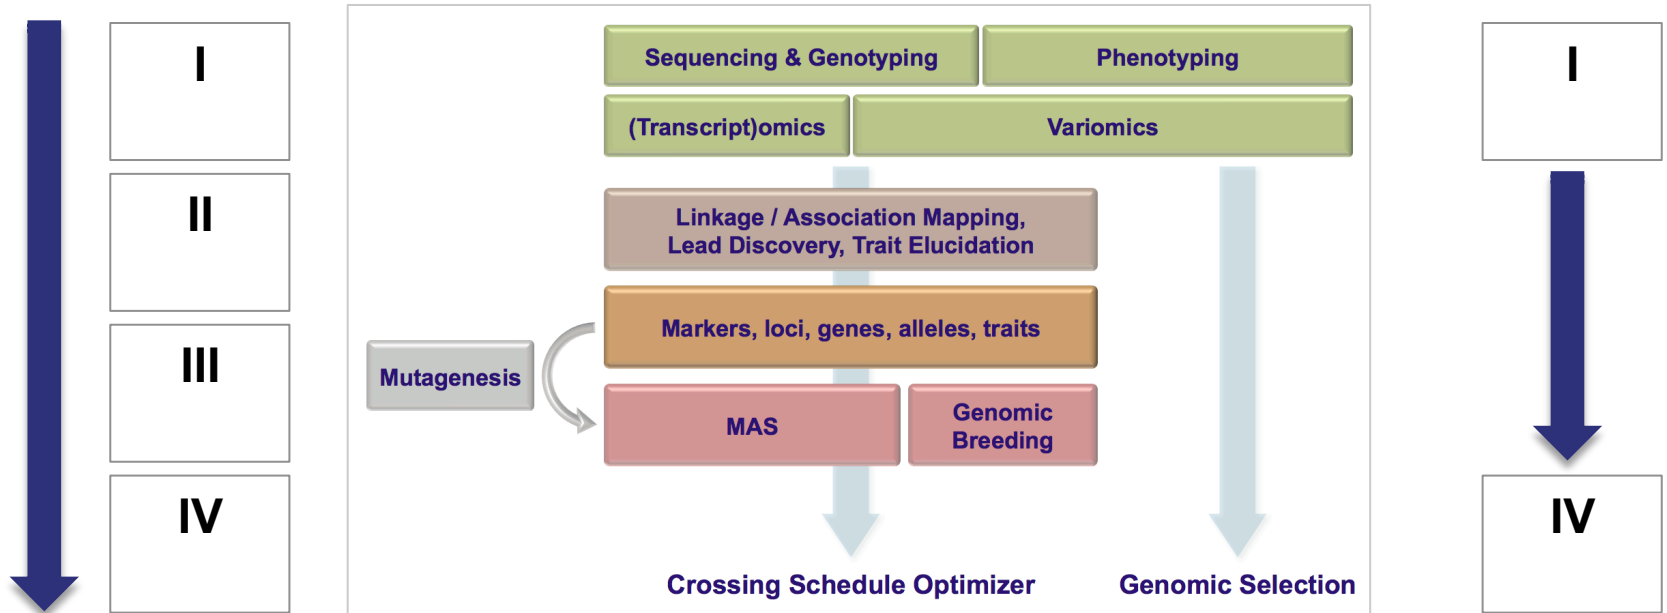 I
Sequencing & Genotyping
Phenotyping
I
(Transcript)omics
Variomics
II
Linkage / Association Mapping,
Lead Discovery, Trait Elucidation
Markers, loci, genes, alleles, traits
III
Mutagenesis
MAS
Genomic
Breeding
IV
IV
Crossing Schedule Optimizer
Genomic Selection